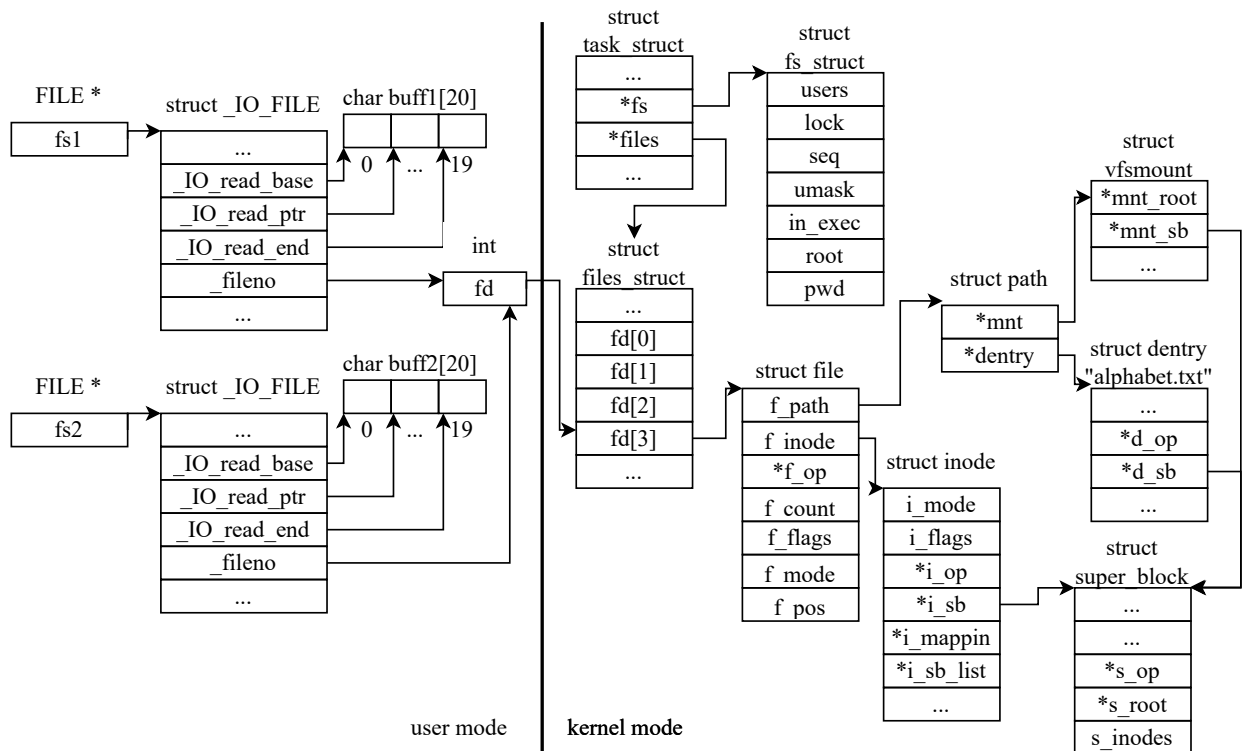 FILE *
fs1
struct _IO_FILE
...
_IO_read_base
_IO_read_ptr
_IO_read_end
_fileno
...
char buff1[20]
0 ... 19
int
fd
FILE *
fs2
struct _IO_FILE
...
_IO_read_base
_IO_read_ptr
_IO_read_end
_fileno
...
char buff2[20]
0 ... 19
user mode
kernel mode
struct
task_struct
...
*fs
*files
...
struct
files_struct
...
fd[0]
fd[1]
fd[2]
fd[3]
...
struct
fs_struct
users
lock
seq
umask
in_exec
root
pwd
struct file
f_path
f_inode
*f_op
f_count
f_flags
f_mode
f_pos
struct inode
i_mode
i_flags
*i_op
*i_sb
*i_mappin
*i_sb_list
...
struct path
*mnt
*dentry
struct
vfsmount
*mnt_root
*mnt_sb
...
struct dentry
"alphabet.txt"
...
*d_op
*d_sb
...
struct
super_block
...
...
*s_op
*s_root
s_inodes